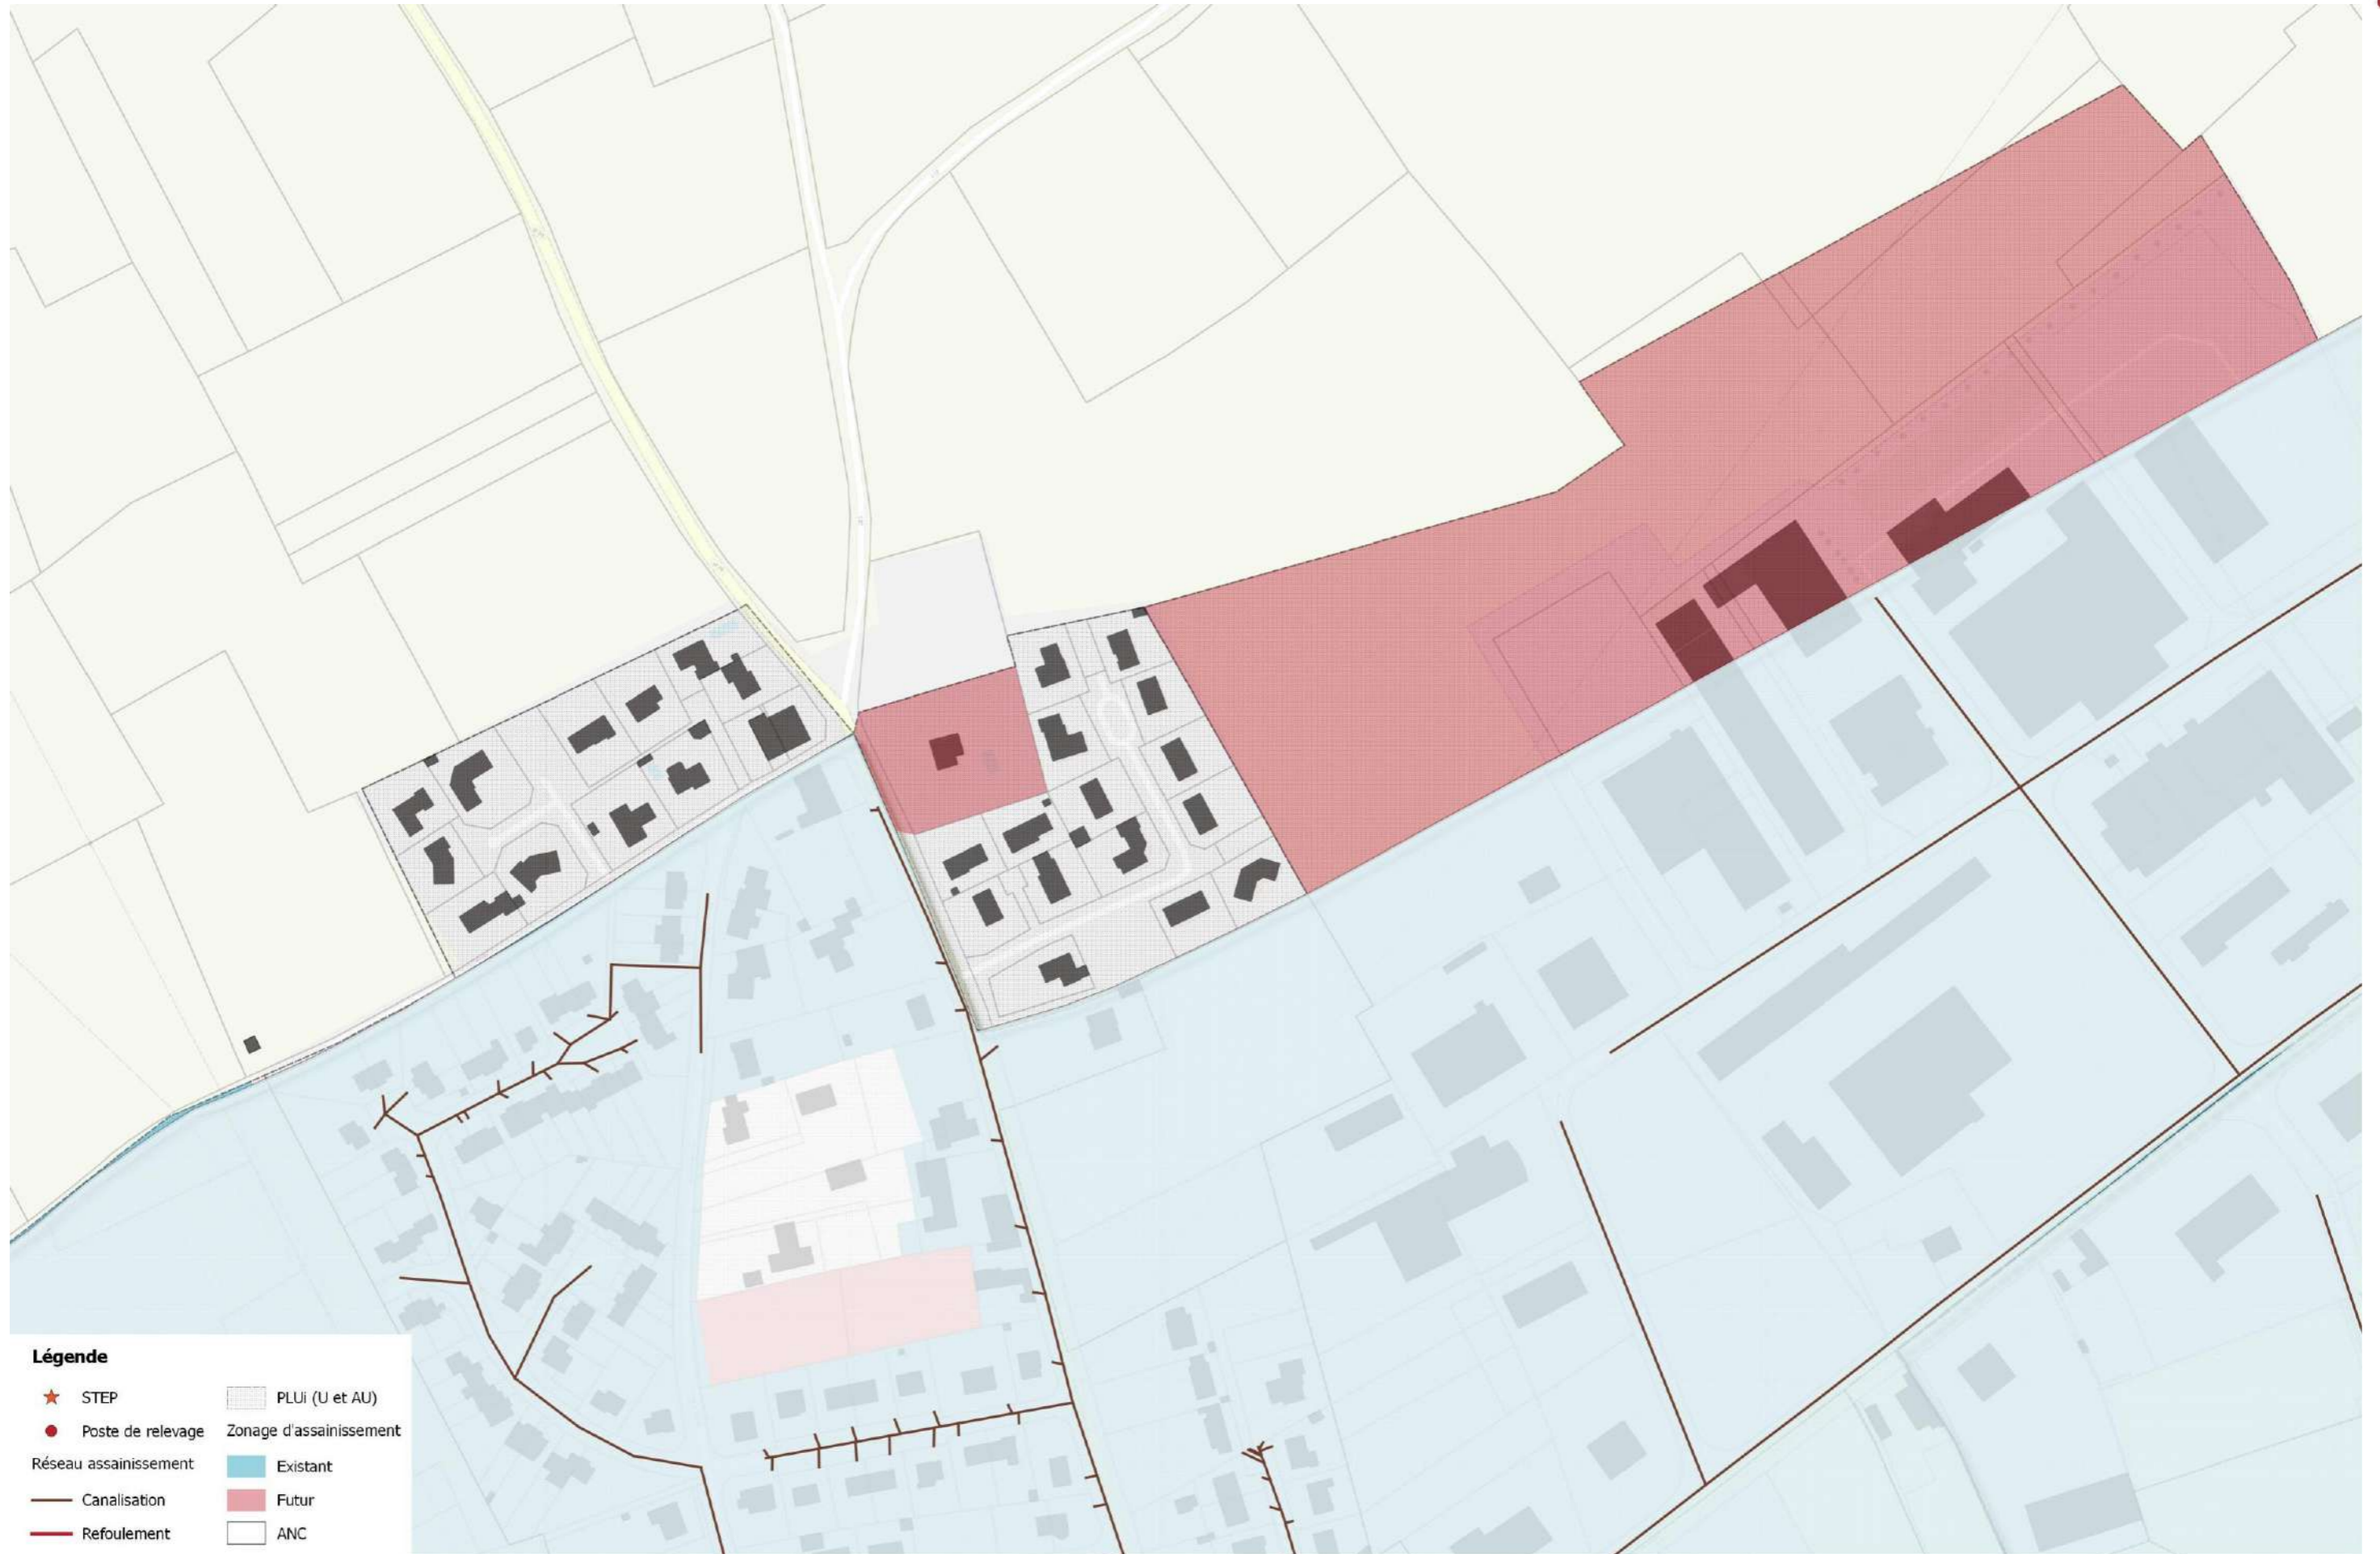 Légende
STEP
Poste de relevage
Réseau assainissement
Canalisation
Refoulement
PLUi (U et AU)
Zonage d'assainissement
Existant
Futur
ANC